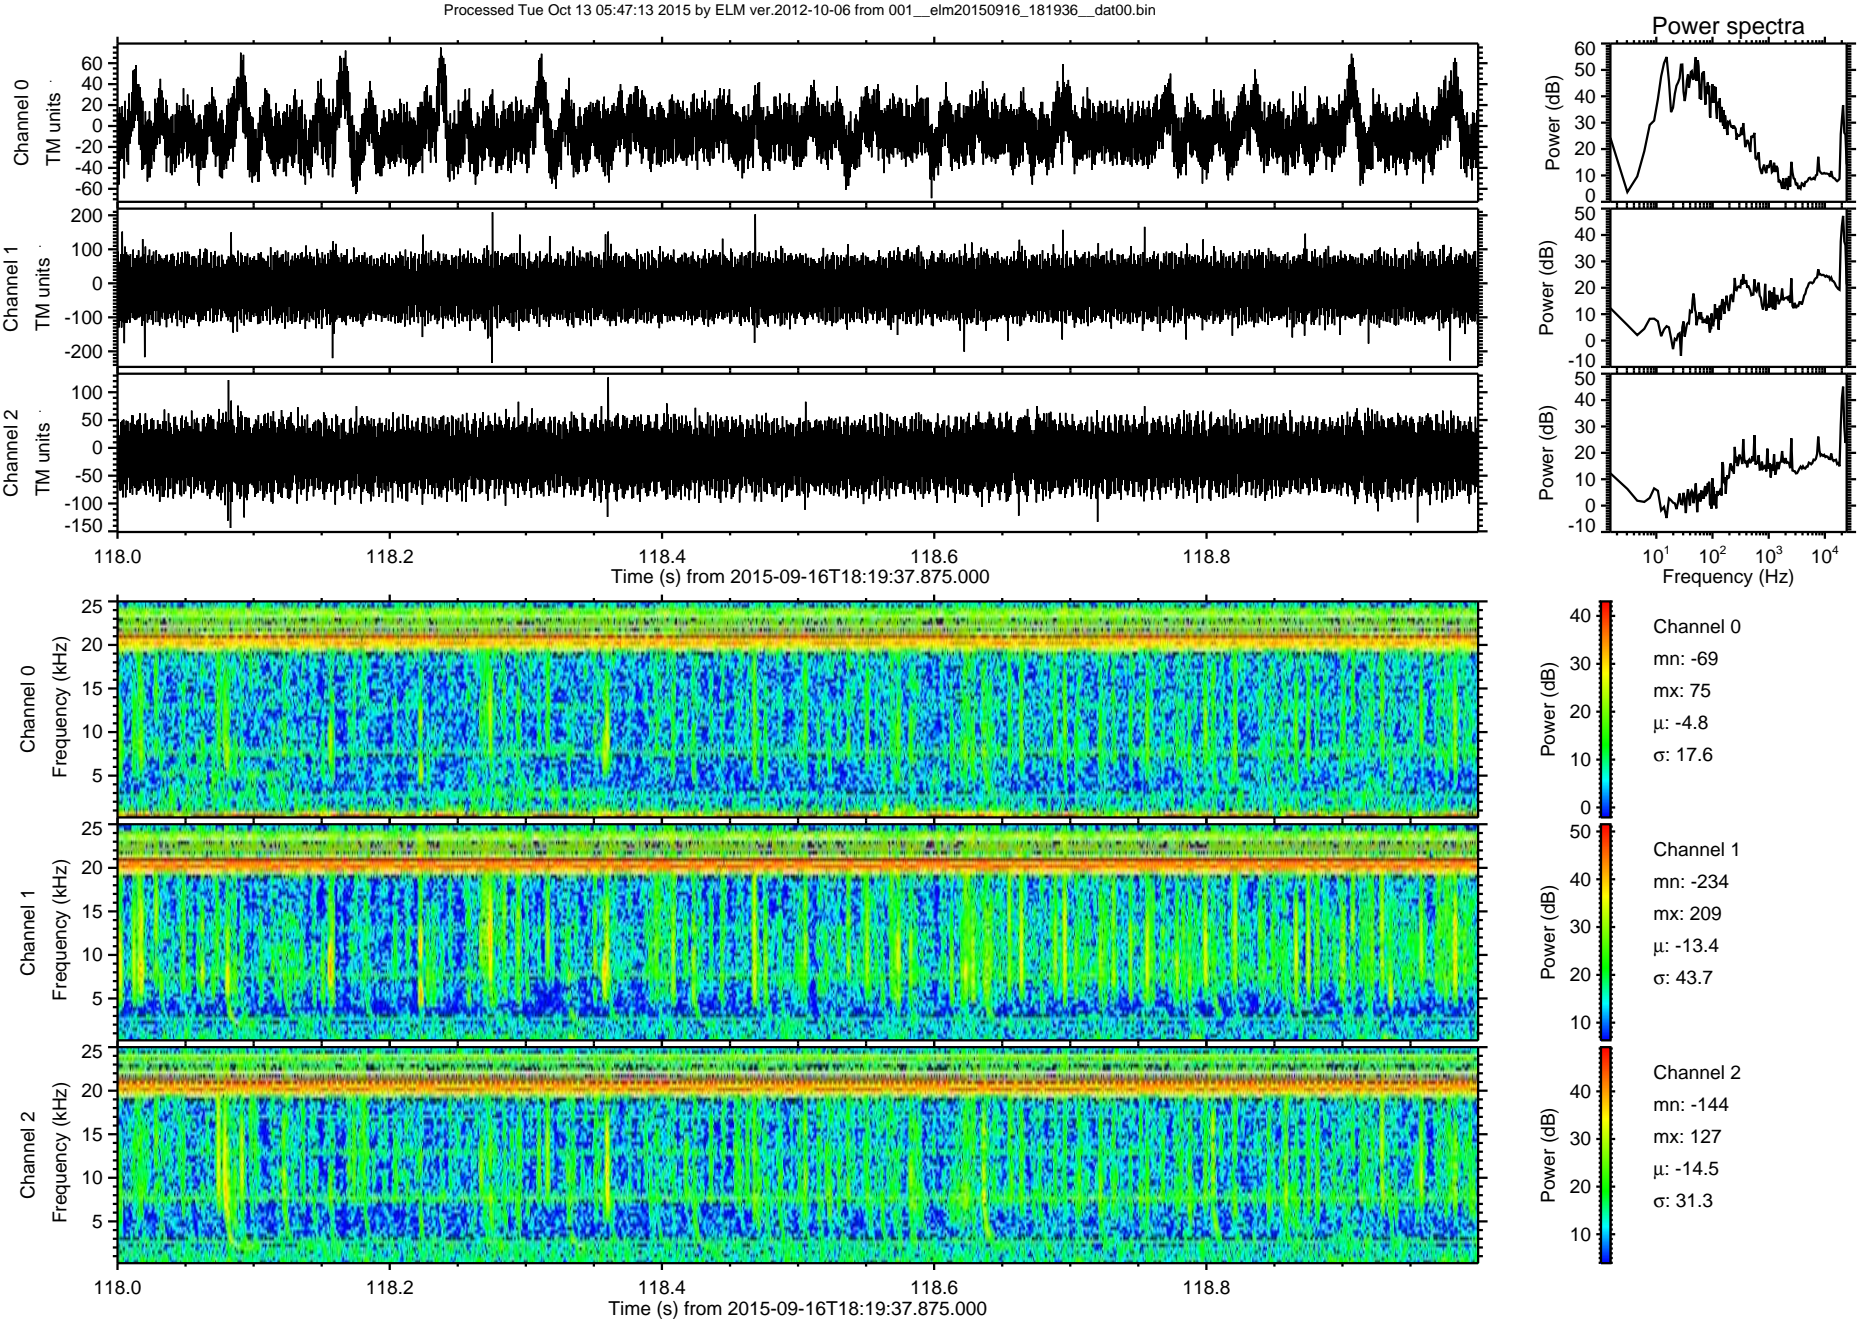 Processed Tue Oct 13 05:47:13 2015 by ELM ver.2012-10-06 from 001__elm20150916_181936__dat00.bin
Power spectra
Channel 0
TM units
60
40
20
0
-20
-40
-60
Power (dB)
60
50
40
30
20
10
0
Channel 1
TM units
200
100
0
-100
-200
Power (dB)
50
40
30
20
10
0
-10
Channel 2
TM units
100
50
0
-50
-100
-150
Power (dB)
50
40
30
20
10
0
-10
118.0 118.2 118.4 118.6 118.8
Time (s) from 2015-09-16T18:19:37.875.000
10¹ 10² 10³ 10⁴
Frequency (Hz)
Channel 0
Frequency (kHz)
25
20
15
10
5
Power (dB)
40
30
20
10
0
Channel 0
mn: -69
mx: 75
μ: -4.8
σ: 17.6
Channel 1
Frequency (kHz)
25
20
15
10
5
Power (dB)
50
40
30
20
10
Channel 1
mn: -234
mx: 209
μ: -13.4
σ: 43.7
Channel 2
Frequency (kHz)
25
20
15
10
5
Power (dB)
40
30
20
10
Channel 2
mn: -144
mx: 127
μ: -14.5
σ: 31.3
118.0 118.2 118.4 118.6 118.8
Time (s) from 2015-09-16T18:19:37.875.000